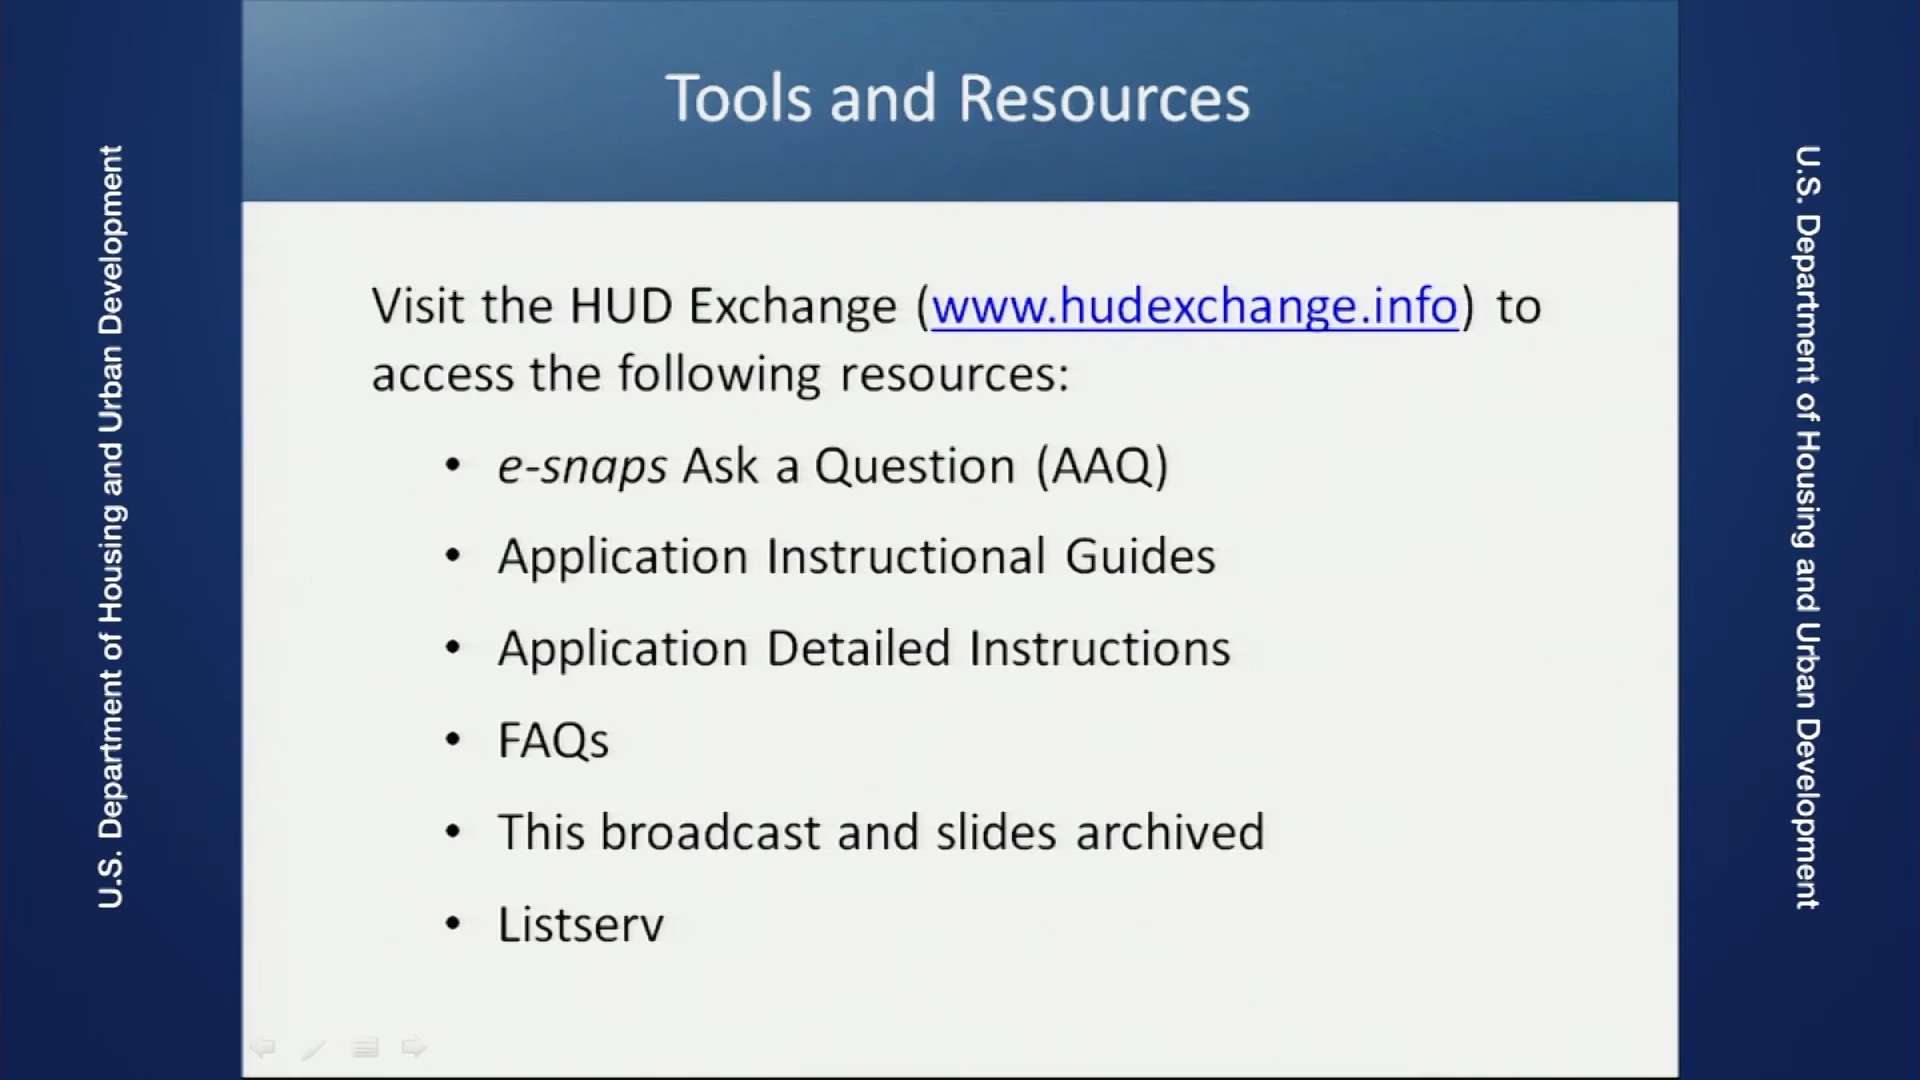 Tools and Resources
U.S. Department of Housing and Urban Development
Visit the HUD Exchange (www.hudexchange.info) to
access the following resources:
• e-snaps Ask a Question (AAQ)
• Application Instructional Guides
• Application Detailed Instructions
• FAQs
• This broadcast and slides archived
• Listserv
U.S. Department of Housing and Urban Development